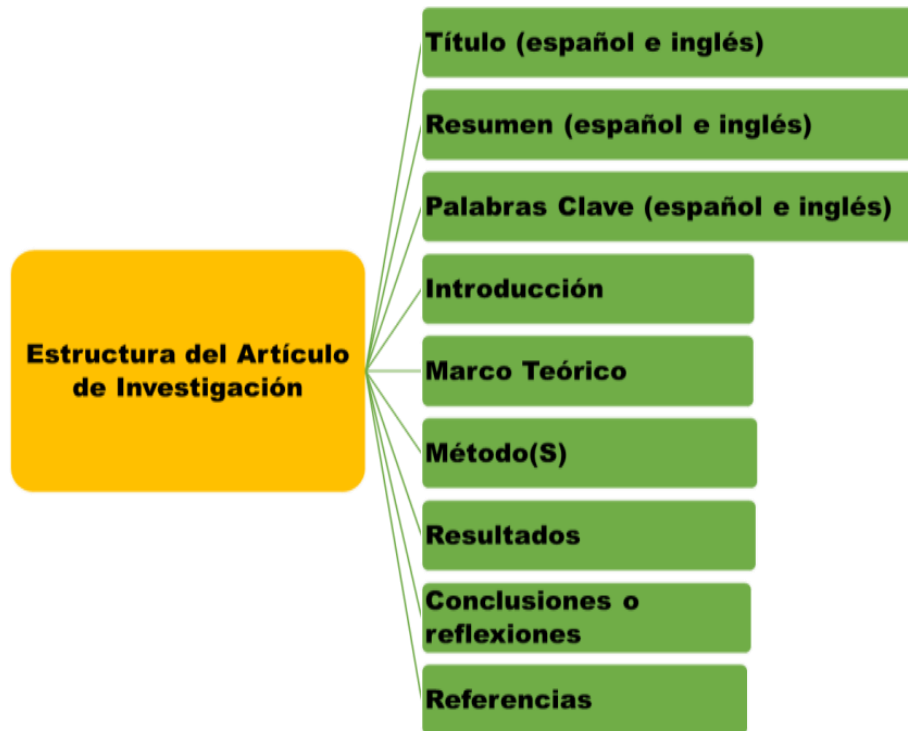 Título (español e inglés)
Resumen (español e inglés)
Palabras Clave (español e inglés)
Introducción
Estructura del Artículo
de Investigación
Marco Teórico
Método(S)
Resultados
Conclusiones o
reflexiones
Referencias